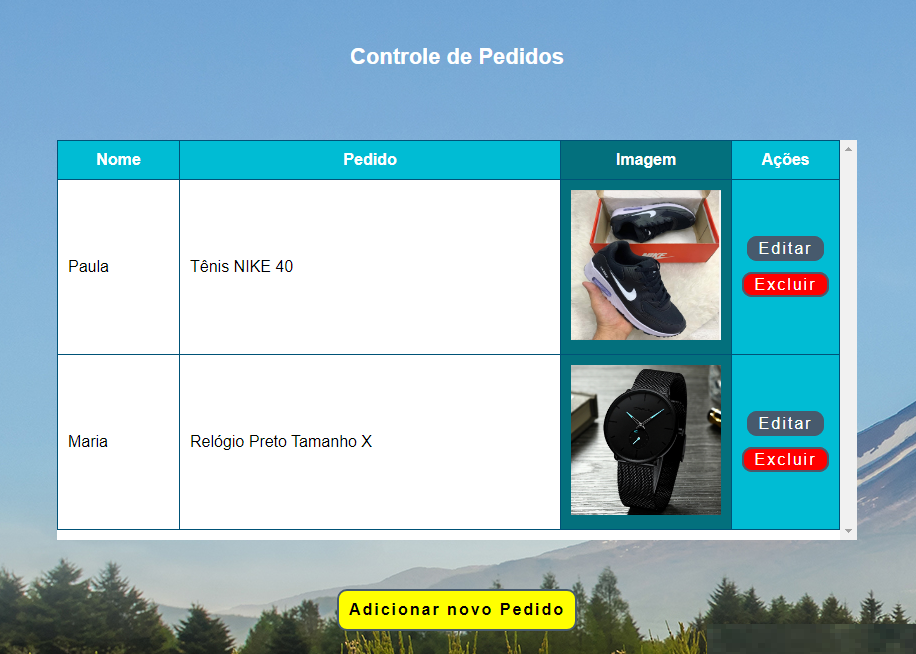 Controle de Pedidos
Nome Pedido Imagem Ações
Paula Tênis NIKE 40 Editar
Excluir
Maria Relógio Preto Tamanho X Editar
Excluir
Adicionar novo Pedido